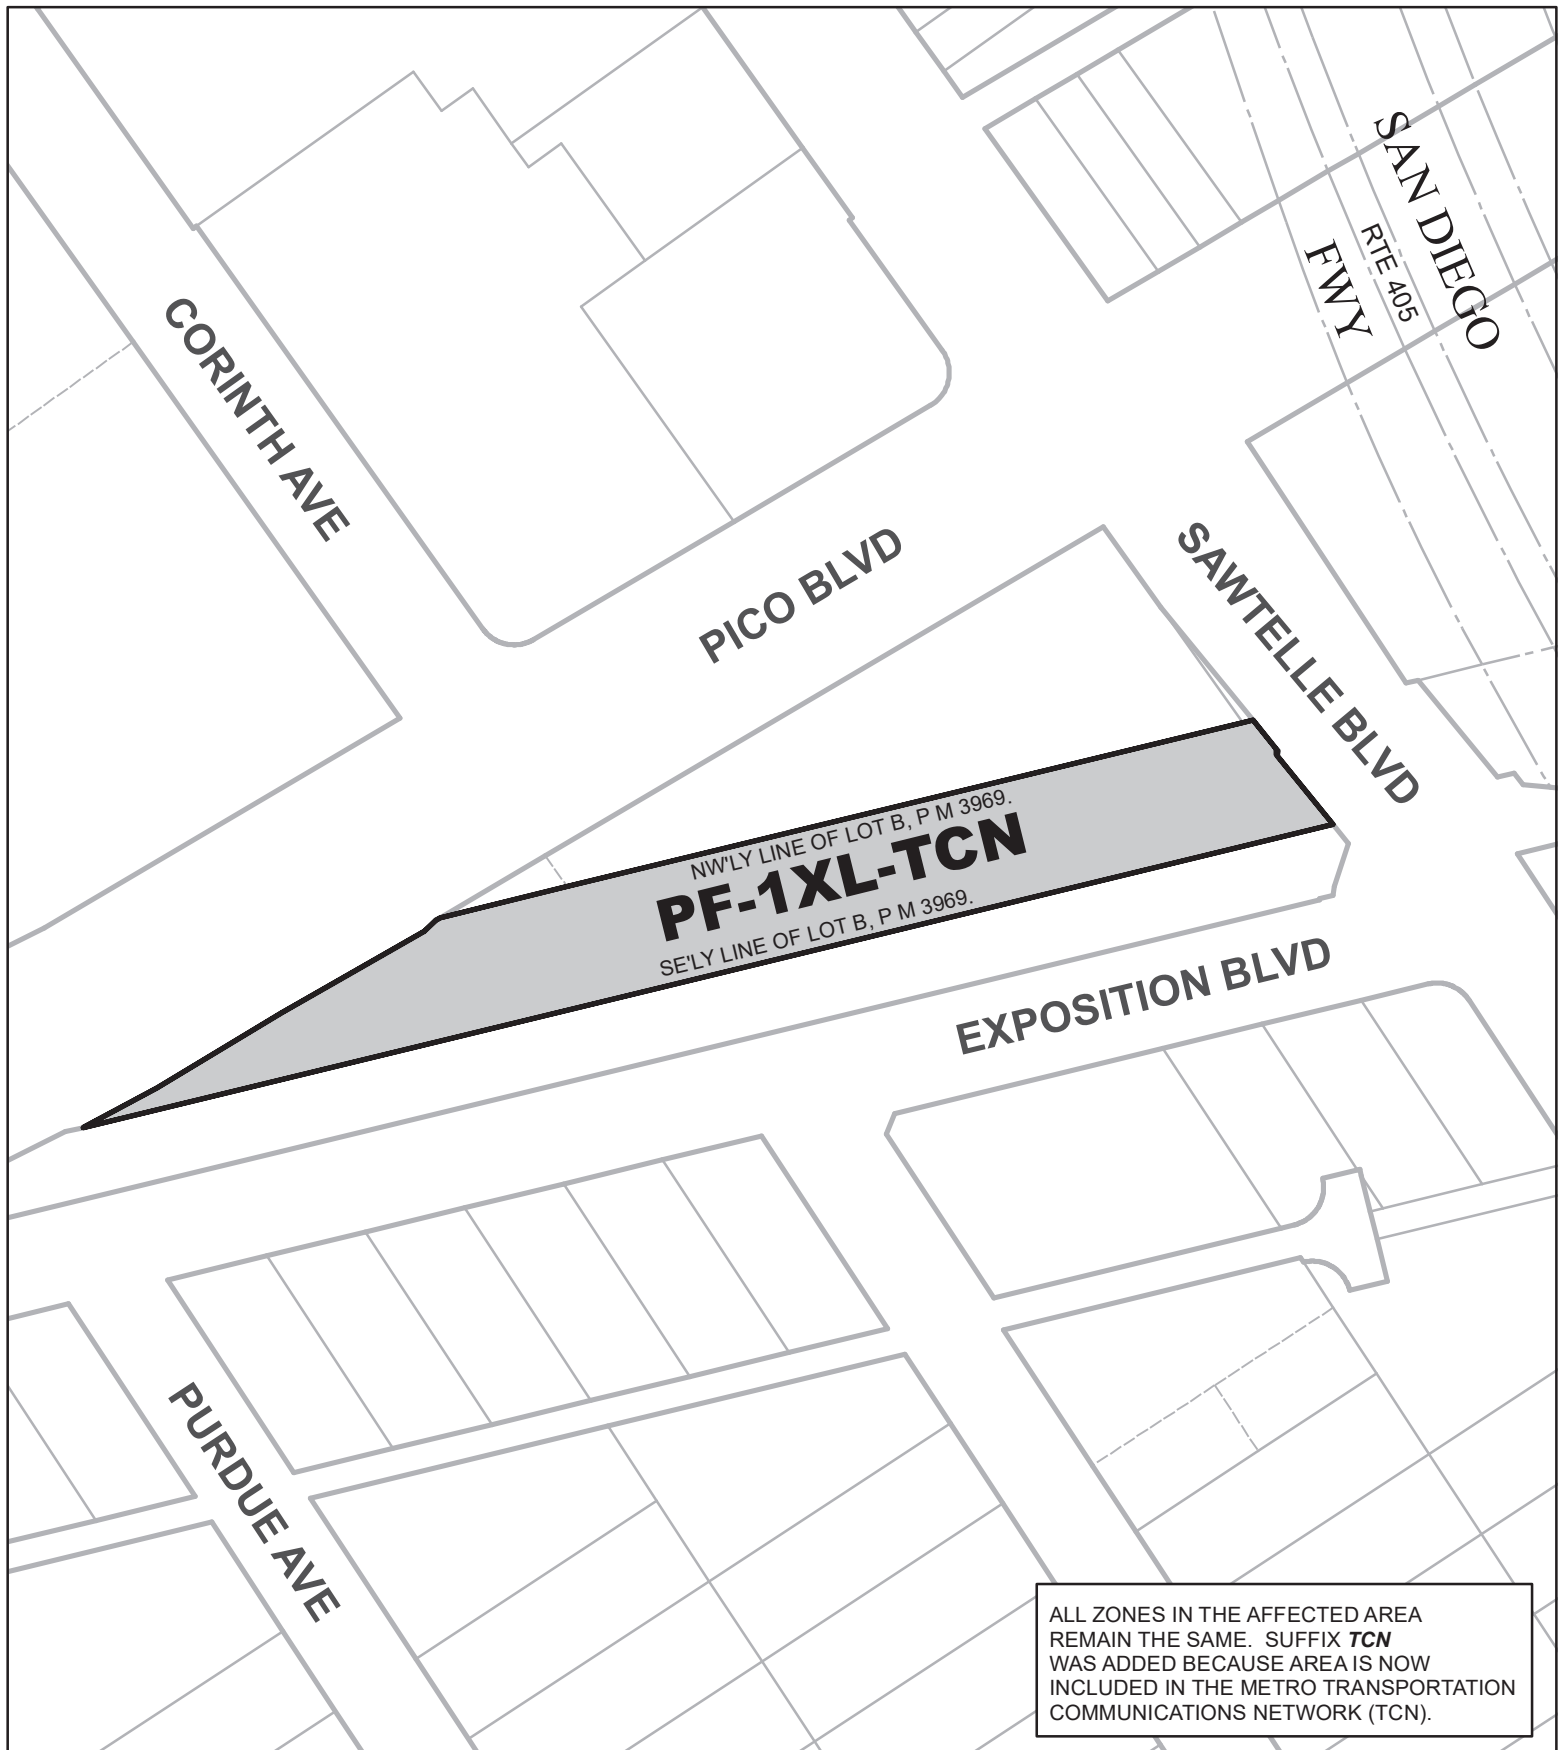 SAN DIEGO
RTE 405
FWY
CORINTH AVE
PICO BLVD
SAWTELLE BLVD
NW'LY LINE OF LOT B, P M 3969.
PF-1XL-TCN
SE'LY LINE OF LOT B, P M 3969.
EXPOSITION BLVD
PURDUE AVE
ALL ZONES IN THE AFFECTED AREA
REMAIN THE SAME. SUFFIX TCN
WAS ADDED BECAUSE AREA IS NOW
INCLUDED IN THE METRO TRANSPORTATION
COMMUNICATIONS NETWORK (TCN).